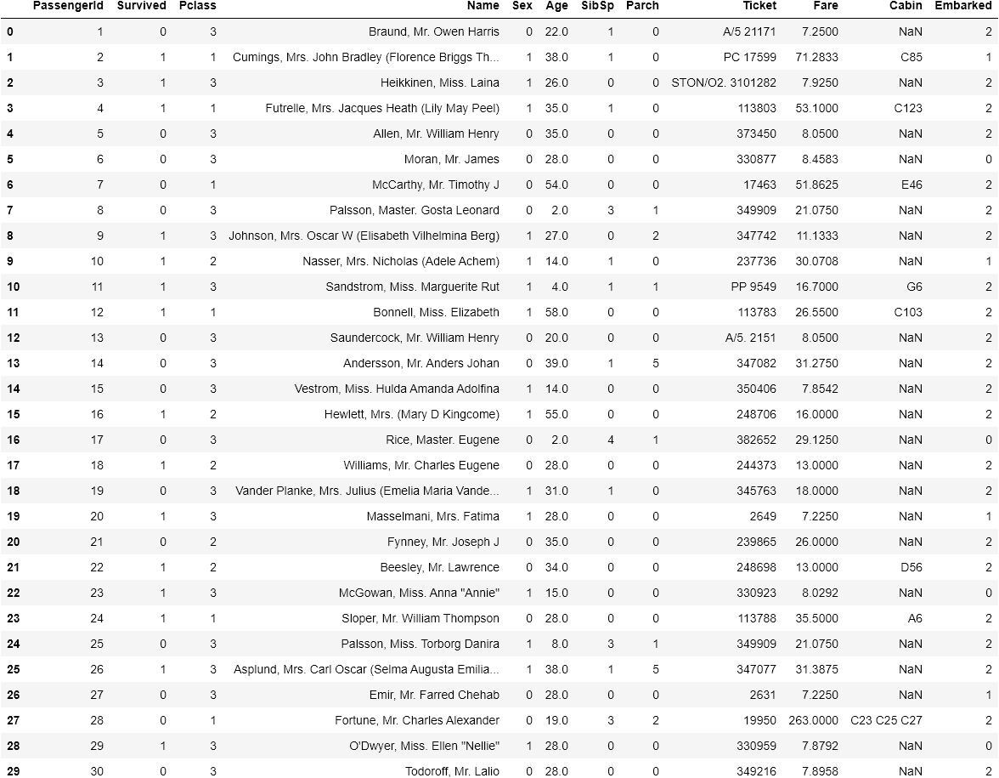 PassengerId Survived Pclass Name Sex Age SibSp Parch Ticket Fare Cabin Embarked
0 1 0 3 Braund, Mr. Owen Harris 0 22.0 1 0 A/5 21171 7.2500 NaN 2
1 2 1 1 Cumings, Mrs. John Bradley (Florence Briggs Th... 1 38.0 1 0 PC 17599 71.2833 C85 1
2 3 1 3 Heikkinen, Miss. Laina 1 26.0 0 0 STON/O2. 3101282 7.9250 NaN 2
3 4 1 1 Futrelle, Mrs. Jacques Heath (Lily May Peel) 1 35.0 1 0 113803 53.1000 C123 2
4 5 0 3 Allen, Mr. William Henry 0 35.0 0 0 373450 8.0500 NaN 2
5 6 0 3 Moran, Mr. James 0 28.0 0 0 330877 8.4583 NaN 0
6 7 0 1 McCarthy, Mr. Timothy J 0 54.0 0 0 17463 51.8625 E46 2
7 8 0 3 Palsson, Master. Gosta Leonard 0 2.0 3 1 349909 21.0750 NaN 2
8 9 1 3 Johnson, Mrs. Oscar W (Elisabeth Vilhelmina Berg) 1 27.0 0 2 347742 11.1333 NaN 2
9 10 1 2 Nasser, Mrs. Nicholas (Adele Achem) 1 14.0 1 0 237736 30.0708 NaN 1
10 11 1 3 Sandstrom, Miss. Marguerite Rut 1 4.0 1 1 PP 9549 16.7000 G6 2
11 12 1 1 Bonnell, Miss. Elizabeth 1 58.0 0 0 113783 26.5500 C103 2
12 13 0 3 Saundercock, Mr. William Henry 0 20.0 0 0 A/5. 2151 8.0500 NaN 2
13 14 0 3 Andersson, Mr. Anders Johan 0 39.0 1 5 347082 31.2750 NaN 2
14 15 0 3 Vestrom, Miss. Hulda Amanda Adolfina 1 14.0 0 0 350406 7.8542 NaN 2
15 16 1 2 Hewlett, Mrs. (Mary D Kingcome) 1 55.0 0 0 248706 16.0000 NaN 2
16 17 0 3 Rice, Master. Eugene 0 2.0 4 1 382652 29.1250 NaN 0
17 18 1 2 Williams, Mr. Charles Eugene 0 28.0 0 0 244373 13.0000 NaN 2
18 19 0 3 Vander Planke, Mrs. Julius (Emelia Maria Vande... 1 31.0 1 0 345763 18.0000 NaN 2
19 20 1 3 Masselmani, Mrs. Fatima 1 28.0 0 0 2649 7.2250 NaN 1
20 21 0 2 Fynney, Mr. Joseph J 0 35.0 0 0 239865 26.0000 NaN 2
21 22 1 2 Beesley, Mr. Lawrence 0 34.0 0 0 248698 13.0000 D56 2
22 23 1 3 McGowan, Miss. Anna "Annie" 1 15.0 0 0 330923 8.0292 NaN 0
23 24 1 1 Sloper, Mr. William Thompson 0 28.0 0 0 113788 35.5000 A6 2
24 25 0 3 Palsson, Miss. Torborg Danira 1 8.0 3 1 349909 21.0750 NaN 2
25 26 1 3 Asplund, Mrs. Carl Oscar (Selma Augusta Emilia... 1 38.0 1 5 347077 31.3875 NaN 2
26 27 0 3 Emir, Mr. Farred Chehab 0 28.0 0 0 2631 7.2250 NaN 1
27 28 0 1 Fortune, Mr. Charles Alexander 0 19.0 3 2 19950 263.0000 C23 C25 C27 2
28 29 1 3 O'Dwyer, Miss. Ellen "Nellie" 1 28.0 0 0 330959 7.8792 NaN 0
29 30 0 3 Todoroff, Mr. Lalio 0 28.0 0 0 349216 7.8958 NaN 2